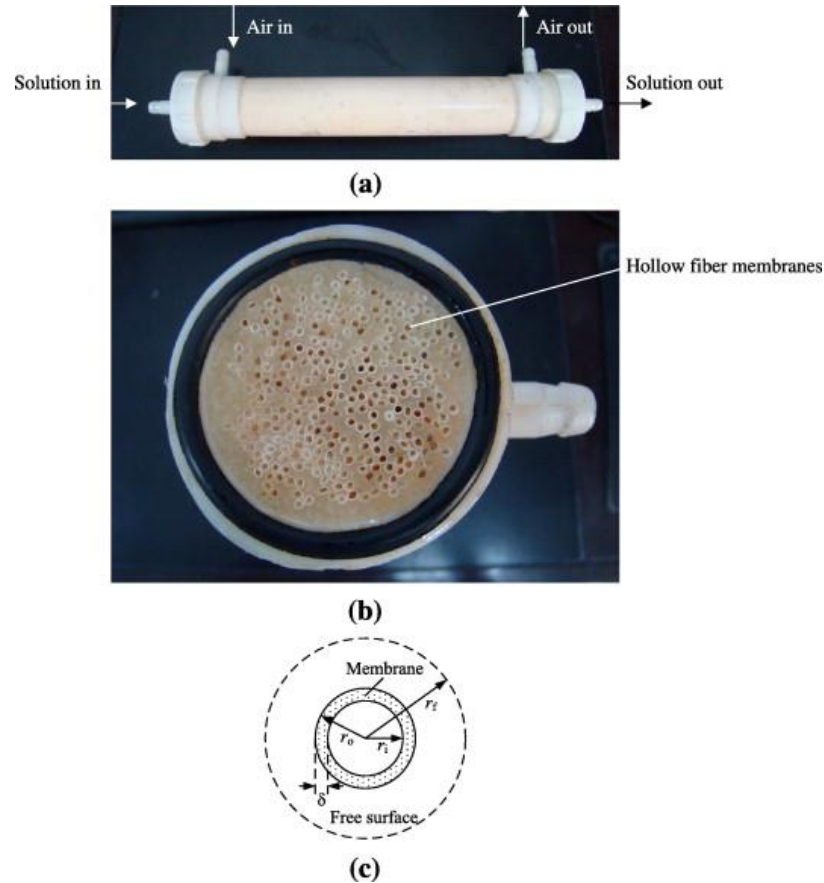 Air in
Air out
Solution in
Solution out
(a)
Hollow fiber membranes
(b)
Membrane
r_f
r_o
r_i
δ
Free surface
(c)